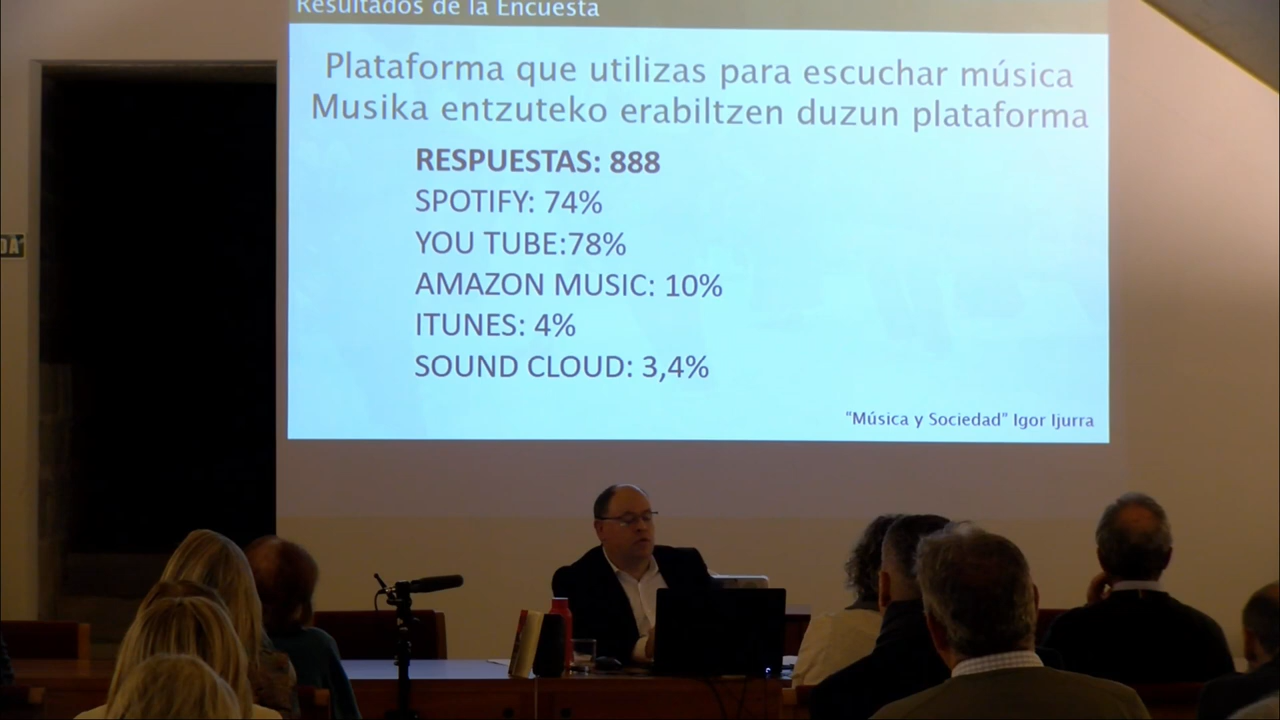 Resultados de la Encuesta
Plataforma que utilizas para escuchar música
Musika entzuteko erabiltzen duzun plataforma
RESPUESTAS: 888
SPOTIFY: 74%
YOU TUBE:78%
AMAZON MUSIC: 10%
ITUNES: 4%
SOUND CLOUD: 3,4%
"Música y Sociedad" Igor Ijurra